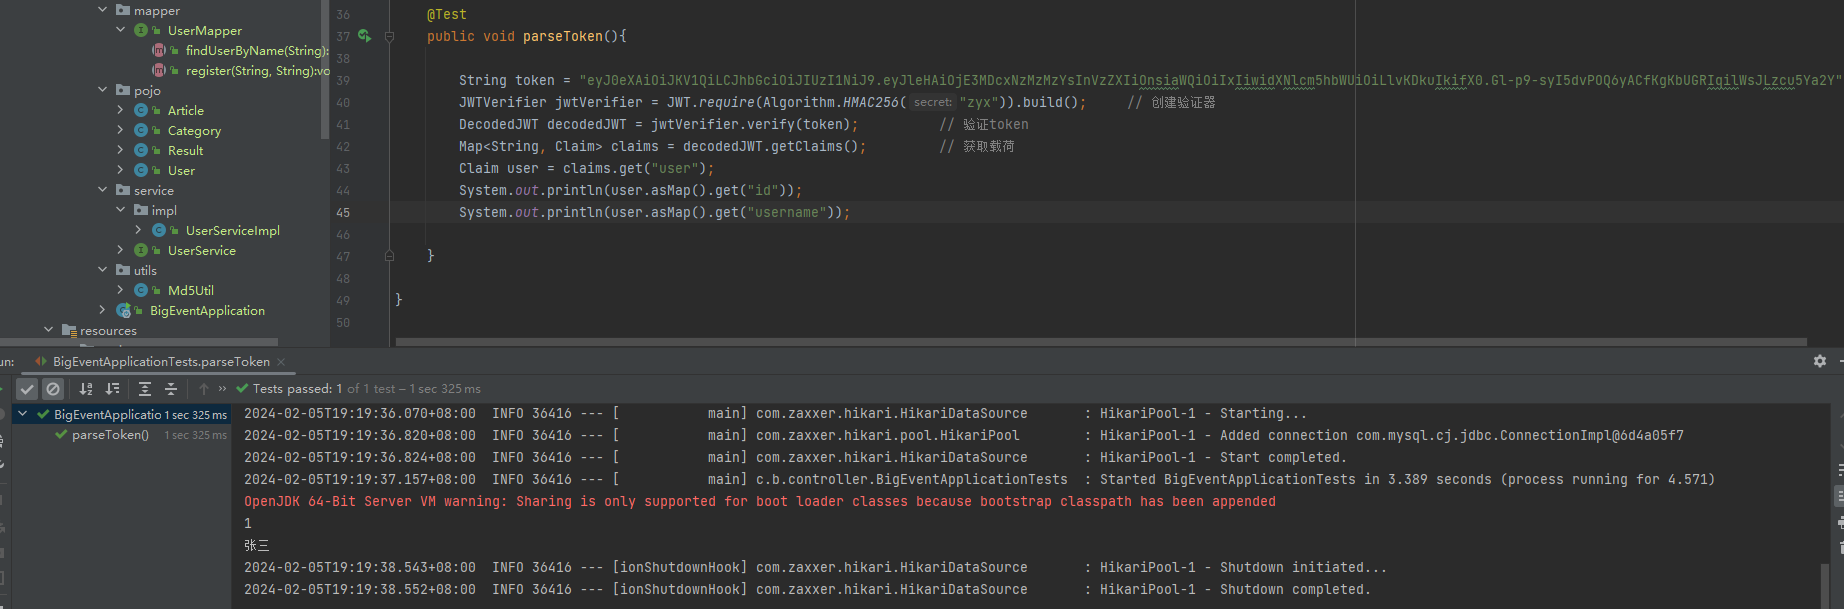 mapper
UserMapper
findUserByName(String):
register(String, String):vo
pojo
Article
Category
Result
User
service
impl
UserServiceImpl
UserService
utils
Md5Util
BigEventApplication
resources
36 @Test
37 public void parseToken(){
38
39 String token = "eyJ0eXAiOiJKV1QiLCJhbGciOiJIUzI1NiJ9.eyJleHAiOjE3MDcxNzMzMzYsInVzZXIiOnsiaWQiOiIxIiwidXNlcm5hbWUiOiLlvKDkuIkifX0.Gl-p9-syI5dvPOQ6yACfKgKbUGRIgilWsJLzcu5Ya2Y"
40 JWTVerifier jwtVerifier = JWT.require(Algorithm.HMAC256( secret: "zyx")).build(); // 创建验证器
41 DecodedJWT decodedJWT = jwtVerifier.verify(token); // 验证token
42 Map<String, Claim> claims = decodedJWT.getClaims(); // 获取载荷
43 Claim user = claims.get("user");
44 System.out.println(user.asMap().get("id"));
45 System.out.println(user.asMap().get("username"));
46
47 }
48
49 }
50
un: BigEventApplicationTests.parseToken
Tests passed: 1 of 1 test – 1 sec 325 ms
BigEventApplicatio 1 sec 325 ms
parseToken() 1 sec 325 ms
2024-02-05T19:19:36.070+08:00 INFO 36416 --- [ main] com.zaxxer.hikari.HikariDataSource : HikariPool-1 - Starting...
2024-02-05T19:19:36.820+08:00 INFO 36416 --- [ main] com.zaxxer.hikari.pool.HikariPool : HikariPool-1 - Added connection com.mysql.cj.jdbc.ConnectionImpl@6d4a05f7
2024-02-05T19:19:36.824+08:00 INFO 36416 --- [ main] com.zaxxer.hikari.HikariDataSource : HikariPool-1 - Start completed.
2024-02-05T19:19:37.157+08:00 INFO 36416 --- [ main] c.b.controller.BigEventApplicationTests : Started BigEventApplicationTests in 3.389 seconds (process running for 4.571)
OpenJDK 64-Bit Server VM warning: Sharing is only supported for boot loader classes because bootstrap classpath has been appended
1
张三
2024-02-05T19:19:38.543+08:00 INFO 36416 --- [ionShutdownHook] com.zaxxer.hikari.HikariDataSource : HikariPool-1 - Shutdown initiated...
2024-02-05T19:19:38.552+08:00 INFO 36416 --- [ionShutdownHook] com.zaxxer.hikari.HikariDataSource : HikariPool-1 - Shutdown completed.